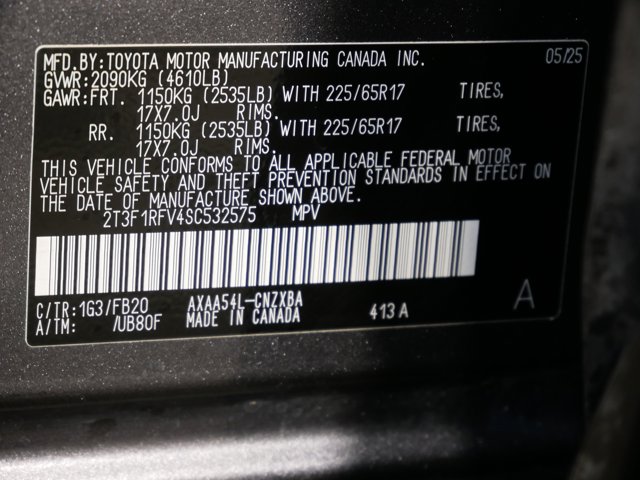 MFD.BY:TOYOTA MOTOR MANUFACTURING CANADA INC. 05/25
GVWR:2090KG (4610LB)
GAWR:FRT. 1150KG (2535LB) WITH 225/65R17 TIRES,
17X7.0J RIMS.
RR. 1150KG (2535LB) WITH 225/65R17 TIRES,
17X7.0J RIMS.
THIS VEHICLE CONFORMS TO ALL APPLICABLE FEDERAL MOTOR
VEHICLE SAFETY AND THEFT PREVENTION STANDARDS IN EFFECT ON
THE DATE OF MANUFACTURE SHOWN ABOVE.
2T3F1RFV4SC532575 MPV
C/TR:1G3/FB20 AXAA54L-CNZXBA A
A/TM: /UB80F MADE IN CANADA 413A